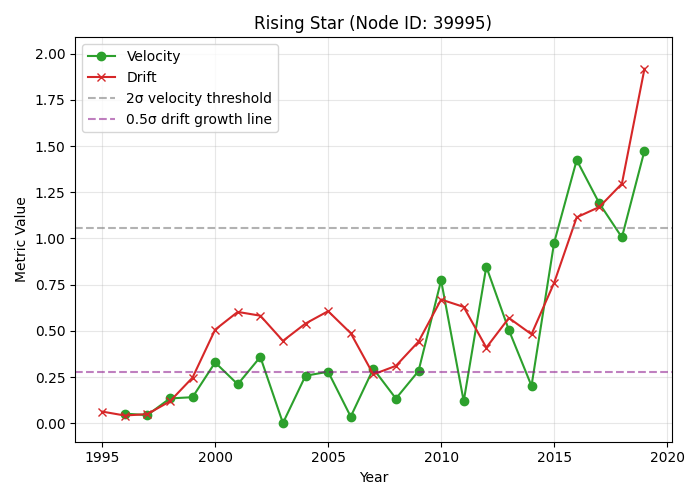 Rising Star (Node ID: 39995)
Velocity
Drift
2σ velocity threshold
0.5σ drift growth line
Metric Value
2.00
1.75
1.50
1.25
1.00
0.75
0.50
0.25
0.00
1995
2000
2005
2010
2015
2020
Year